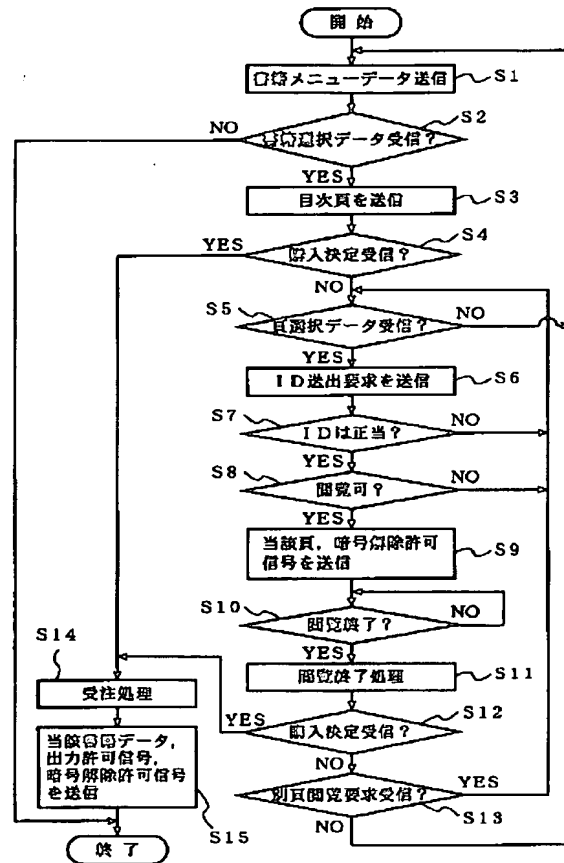 開始
書籍メニューデータ送信
S1
S2
NO
書籍選択データ受信？
YES
目次頁を送信
S3
S4
YES
購入決定受信？
NO
S5
頁選択データ受信？
NO
YES
ＩＤ送出要求を送信
S6
S7
ＩＤは正当？
NO
YES
S8
閲覧可？
NO
YES
当該頁，暗号解除許可
信号を送信
S9
S10
閲覧終了？
NO
YES
閲覧終了処理
S11
S12
YES
購入決定受信？
NO
別頁閲覧要求受信？
YES
S13
NO
S14
受注処理
当該書籍データ，
出力許可信号，
暗号解除許可信号
を送信
S15
終了